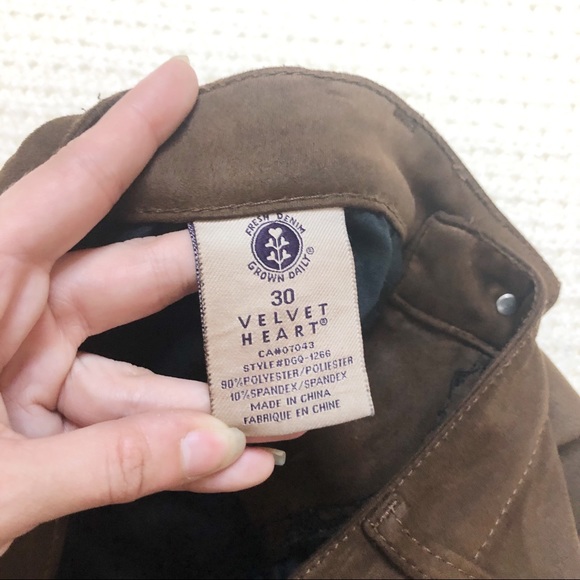 FRESH DENIM
GROWN DAILY®
30
VELVET
HEART®
CA#07043
STYLE#DGQ-1266
90%POLYESTER/POLIESTER
10%SPANDEX/SPANDEX
MADE IN CHINA
FABRIQUE EN CHINE